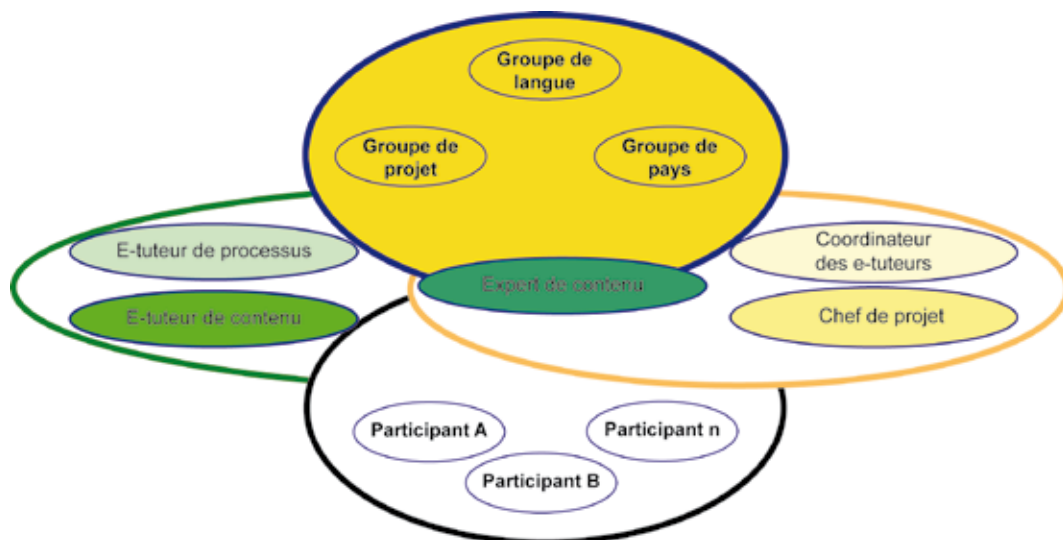 Groupe de
langue
Groupe de
projet
Groupe de
pays
E-tuteur de processus
Coordinateur
des e-tuteurs
Expert de contenu
E-tuteur de contenu
Chef de projet
Participant A
Participant n
Participant B